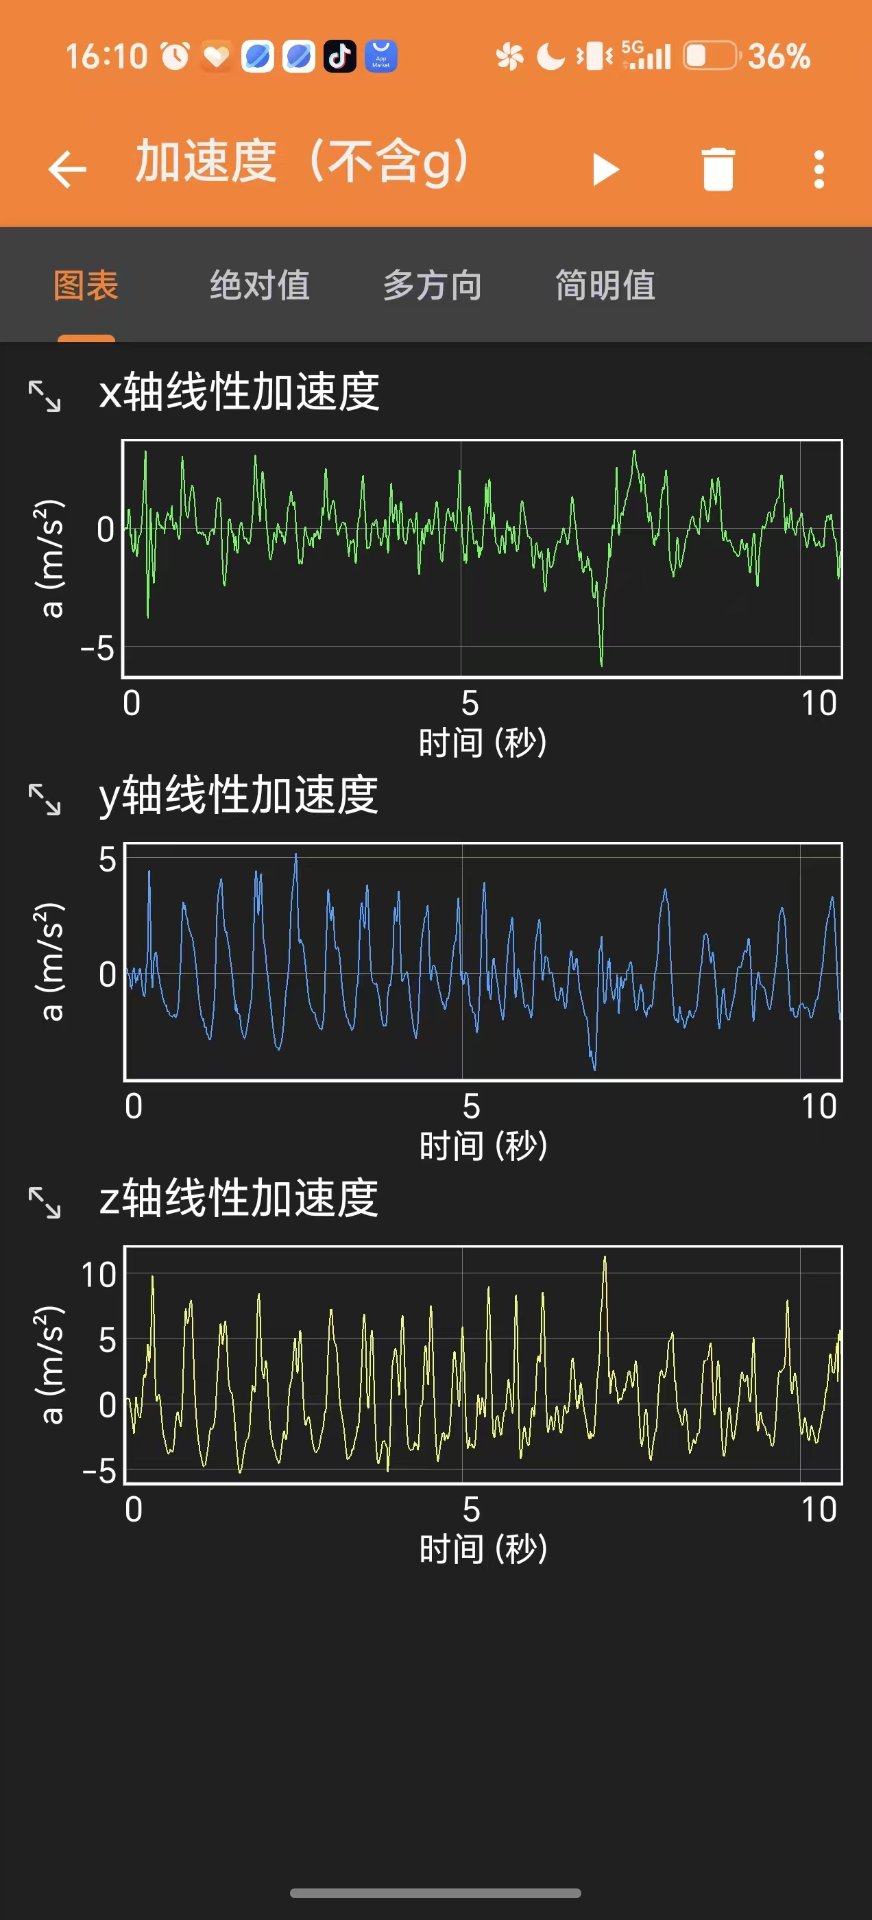 16:10 5G 36%
加速度（不含g）
图表 绝对值 多方向 简明值
x轴线性加速度
0
-5
a (m/s²)
0 5 10
时间 (秒)
y轴线性加速度
5
0
a (m/s²)
0 5 10
时间 (秒)
z轴线性加速度
10
5
0
-5
a (m/s²)
0 5 10
时间 (秒)